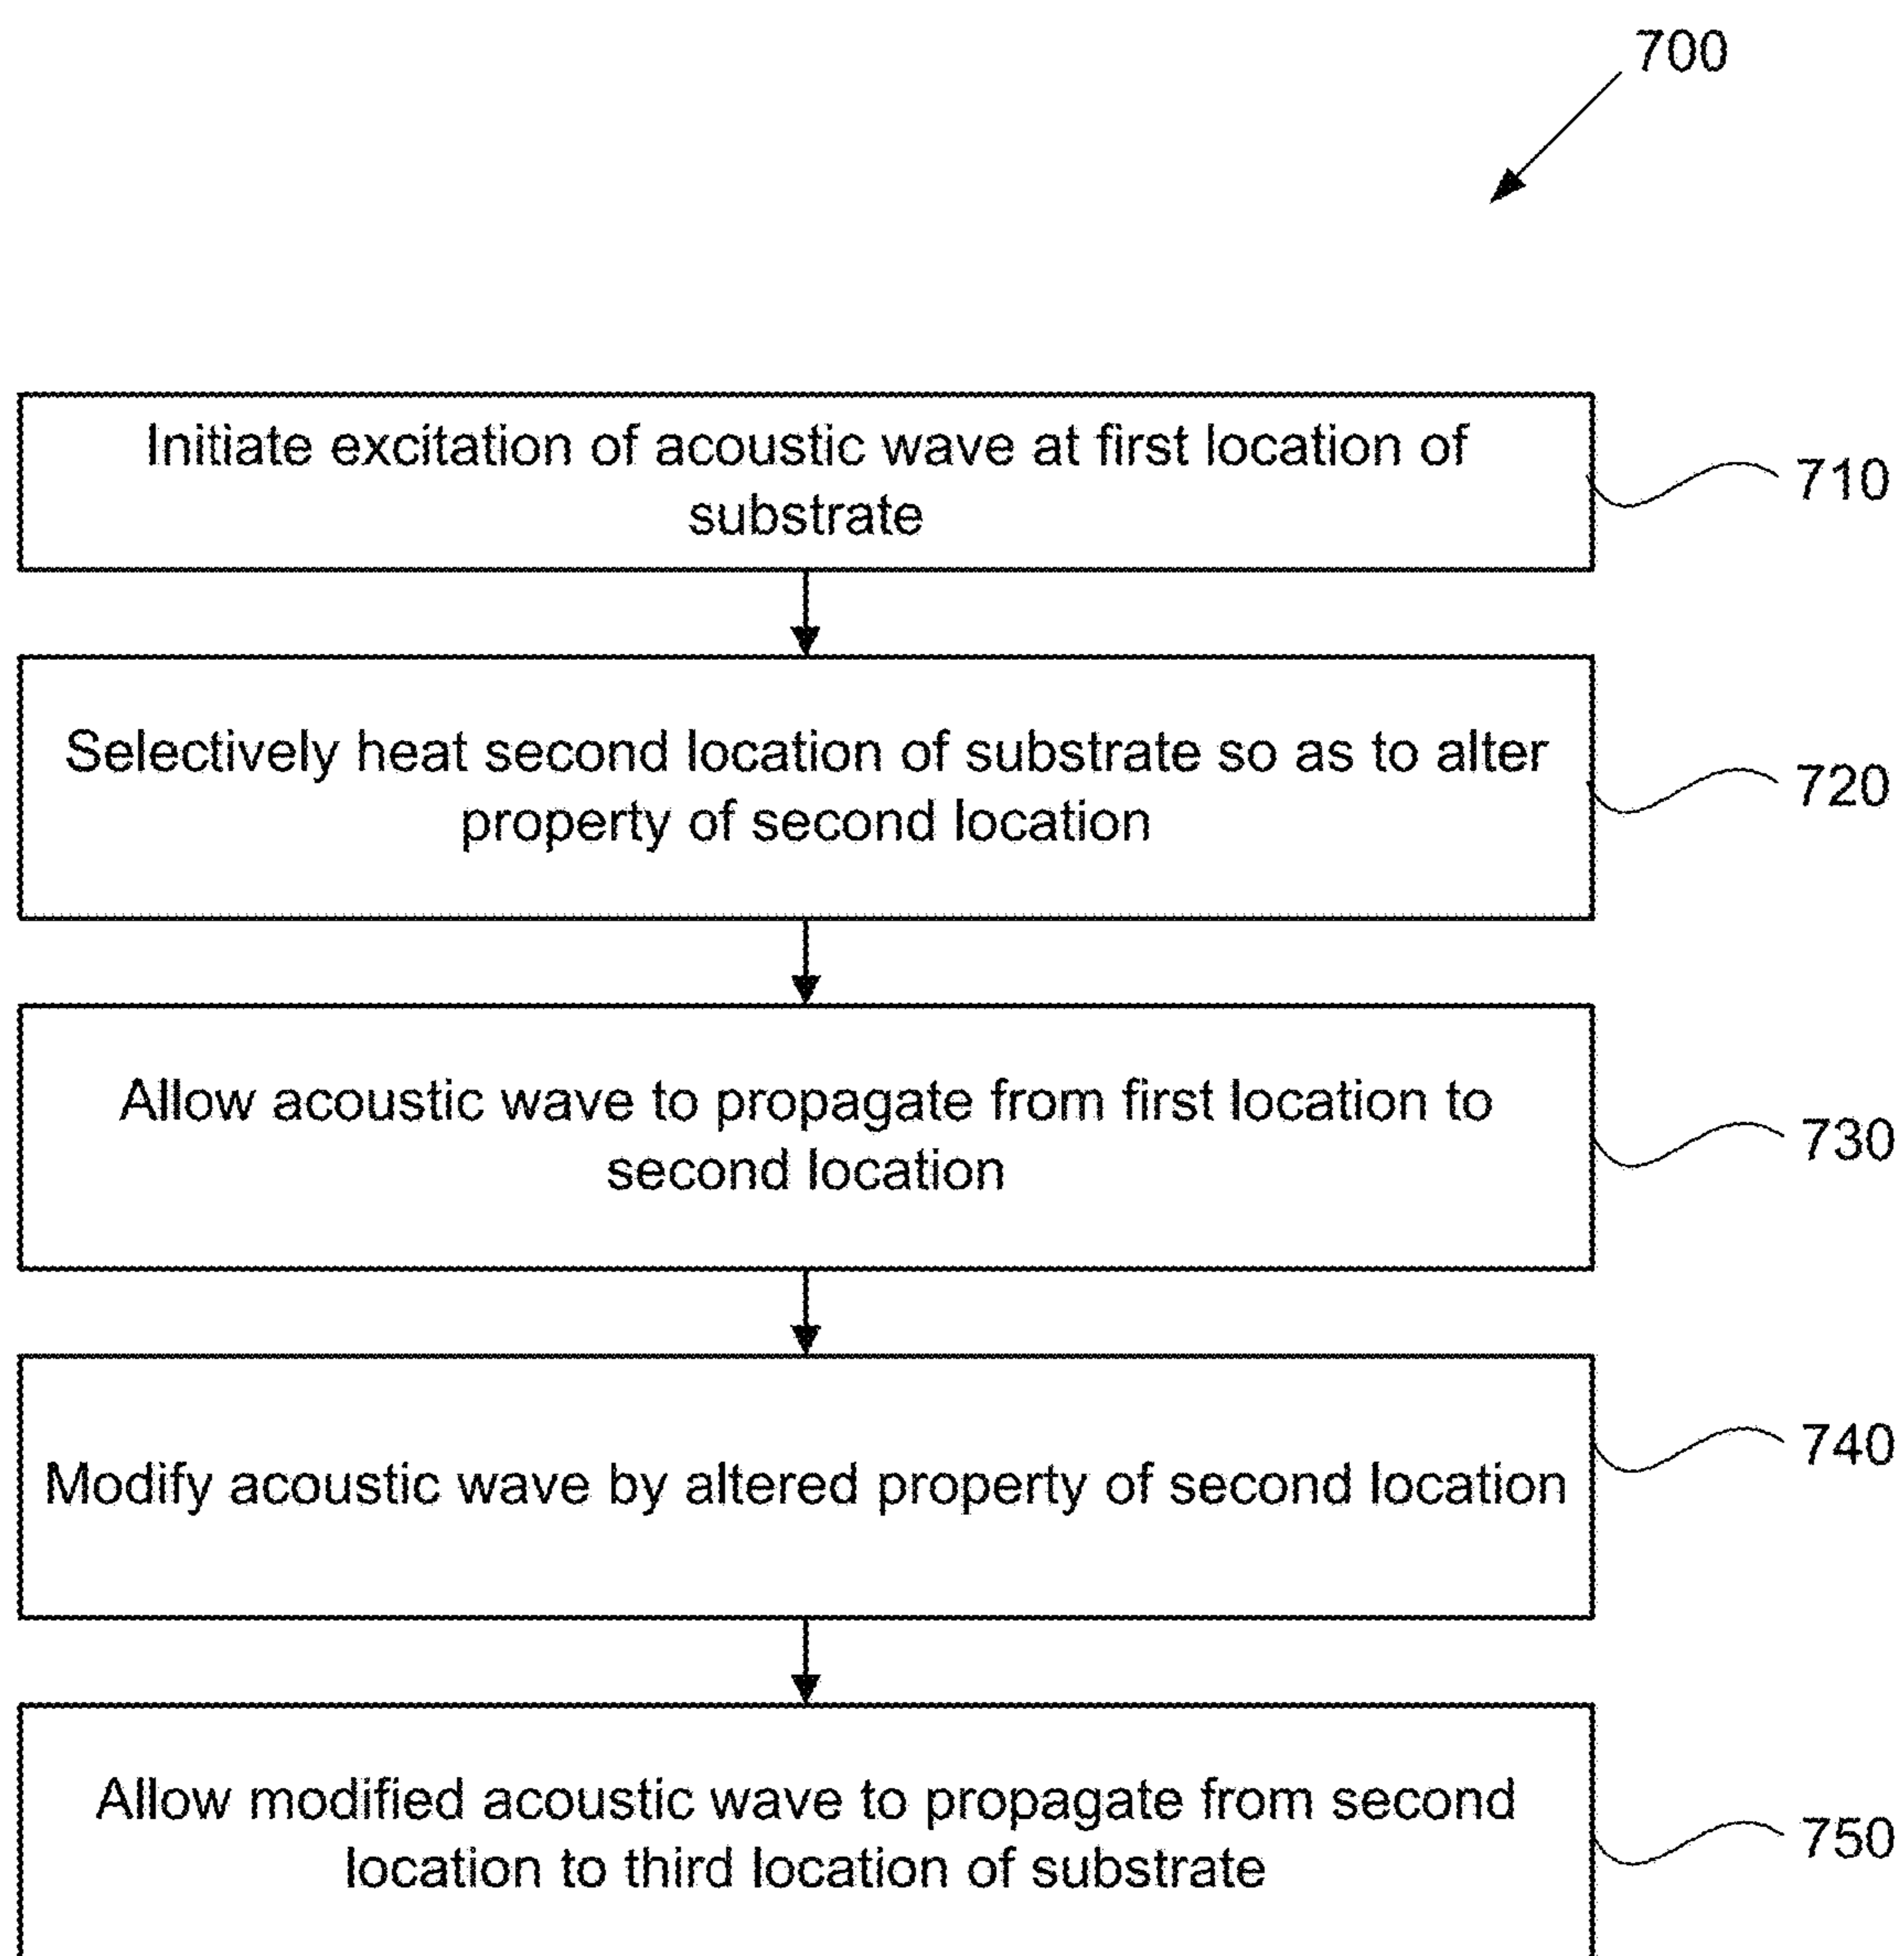 700
Initiate excitation of acoustic wave at first location of
substrate
710
Selectively heat second location of substrate so as to alter
property of second location
720
Allow acoustic wave to propagate from first location to
second location
730
Modify acoustic wave by altered property of second location
740
Allow modified acoustic wave to propagate from second
location to third location of substrate
750